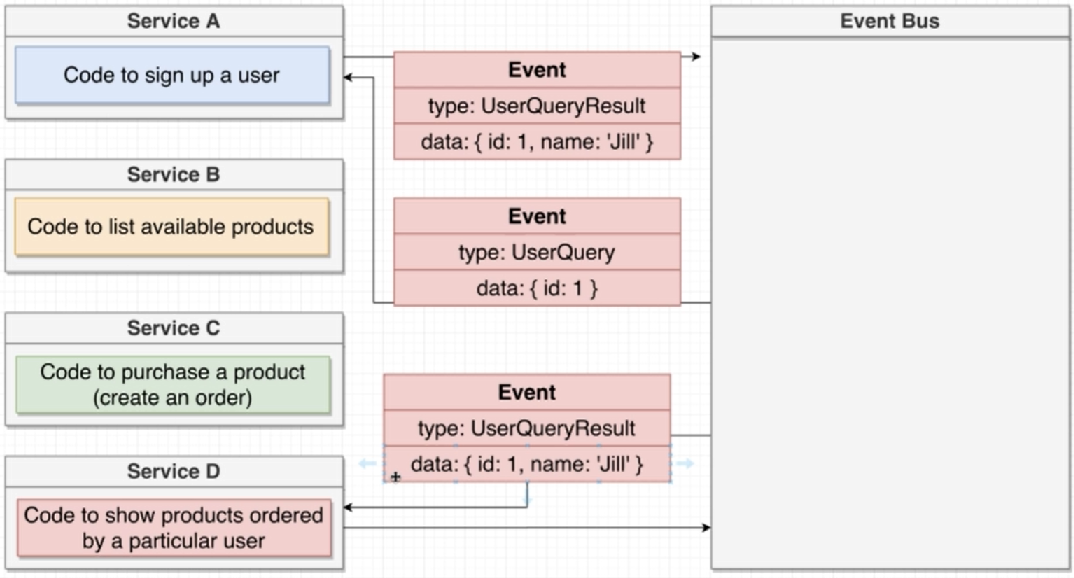 Service A
Code to sign up a user
Service B
Code to list available products
Service C
Code to purchase a product
(create an order)
Service D
Code to show products ordered
by a particular user
Event
type: UserQueryResult
data: { id: 1, name: 'Jill' }
Event
type: UserQuery
data: { id: 1 }
Event
type: UserQueryResult
data: { id: 1, name: 'Jill' }
Event Bus